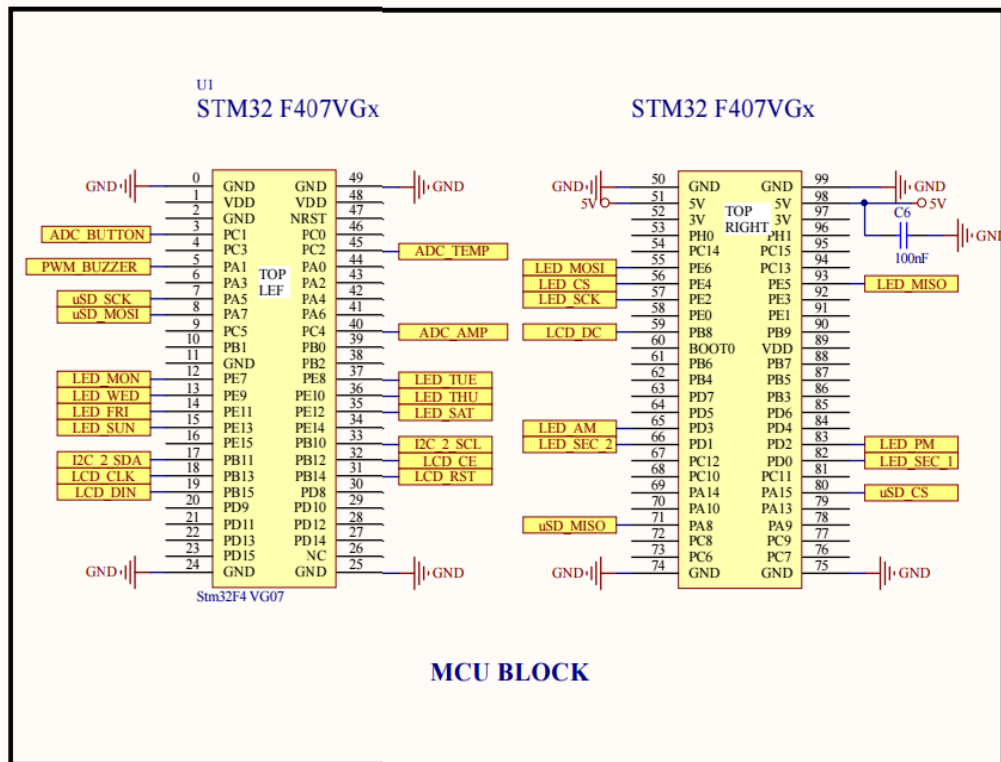 U1
STM32 F407VGx
STM32 F407VGx
TOP
LEF
GND 0 GND GND 49 GND
1 VDD VDD 48
2 GND NRST 47
ADC_BUTTON 3 PC1 PC0 46
4 PC3 PC2 45 ADC_TEMP
PWM_BUZZER 5 PA1 PA0 44
6 PA3 PA2 43
uSD_SCK 7 PA5 PA4 42
uSD_MOSI 8 PA7 PA6 41
9 PC5 PC4 40 ADC_AMP
10 PB1 PB0 39
11 GND PB2 38
LED_MON 12 PE7 PE8 37 LED_TUE
LED_WED 13 PE9 PE10 36 LED_THU
LED_FRI 14 PE11 PE12 35 LED_SAT
LED_SUN 15 PE13 PE14 34
16 PE15 PB10 33 I2C_2_SCL
I2C_2_SDA 17 PB11 PB12 32 LCD_CE
LCD_CLK 18 PB13 PB14 31 LCD_RST
LCD_DIN 19 PB15 PD8 30
20 PD9 PD10 29
21 PD11 PD12 28
22 PD13 PD14 27
23 PD15 NC 26
GND 24 GND GND 25 GND
Stm32F4 VG07
TOP
RIGHT
GND 50 GND GND 99 GND
5V 51 5V 5V 98 5V
52 3V 3V 97
C6
100nF
GND
53 PH0 PH1 96
54 PC14 PC15 95
LED_MOSI 55 PE6 PC13 94
LED_CS 56 PE4 PE5 93 LED_MISO
LED_SCK 57 PE2 PE3 92
58 PE0 PE1 91
LCD_DC 59 PB8 PB9 90
60 BOOT0 VDD 89
61 PB6 PB7 88
62 PB4 PB5 87
63 PD7 PB3 86
64 PD5 PD6 85
LED_AM 65 PD3 PD4 84
LED_SEC_2 66 PD1 PD2 83 LED_PM
67 PC12 PD0 82 LED_SEC_1
68 PC10 PC11 81
69 PA14 PA15 80 uSD_CS
70 PA10 PA13 79
uSD_MISO 71 PA8 PA9 78
72 PC8 PC9 77
73 PC6 PC7 76
GND 74 GND GND 75 GND
MCU BLOCK